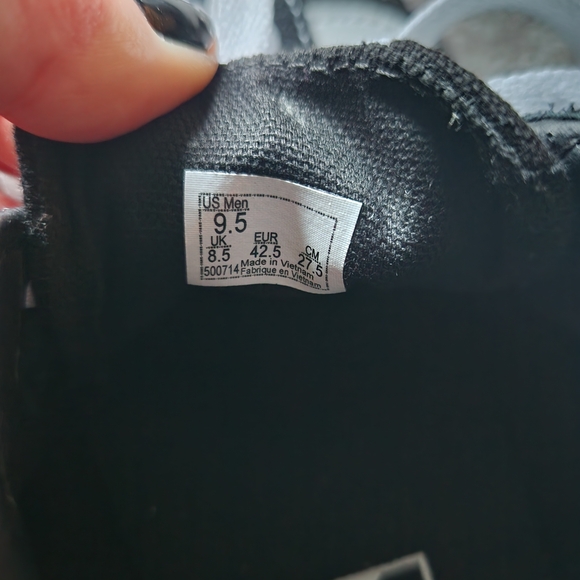 US Men
9.5
UK EUR CM
8.5 42.5 27.5
500714 Made in Vietnam
Fabrique en Vietnam